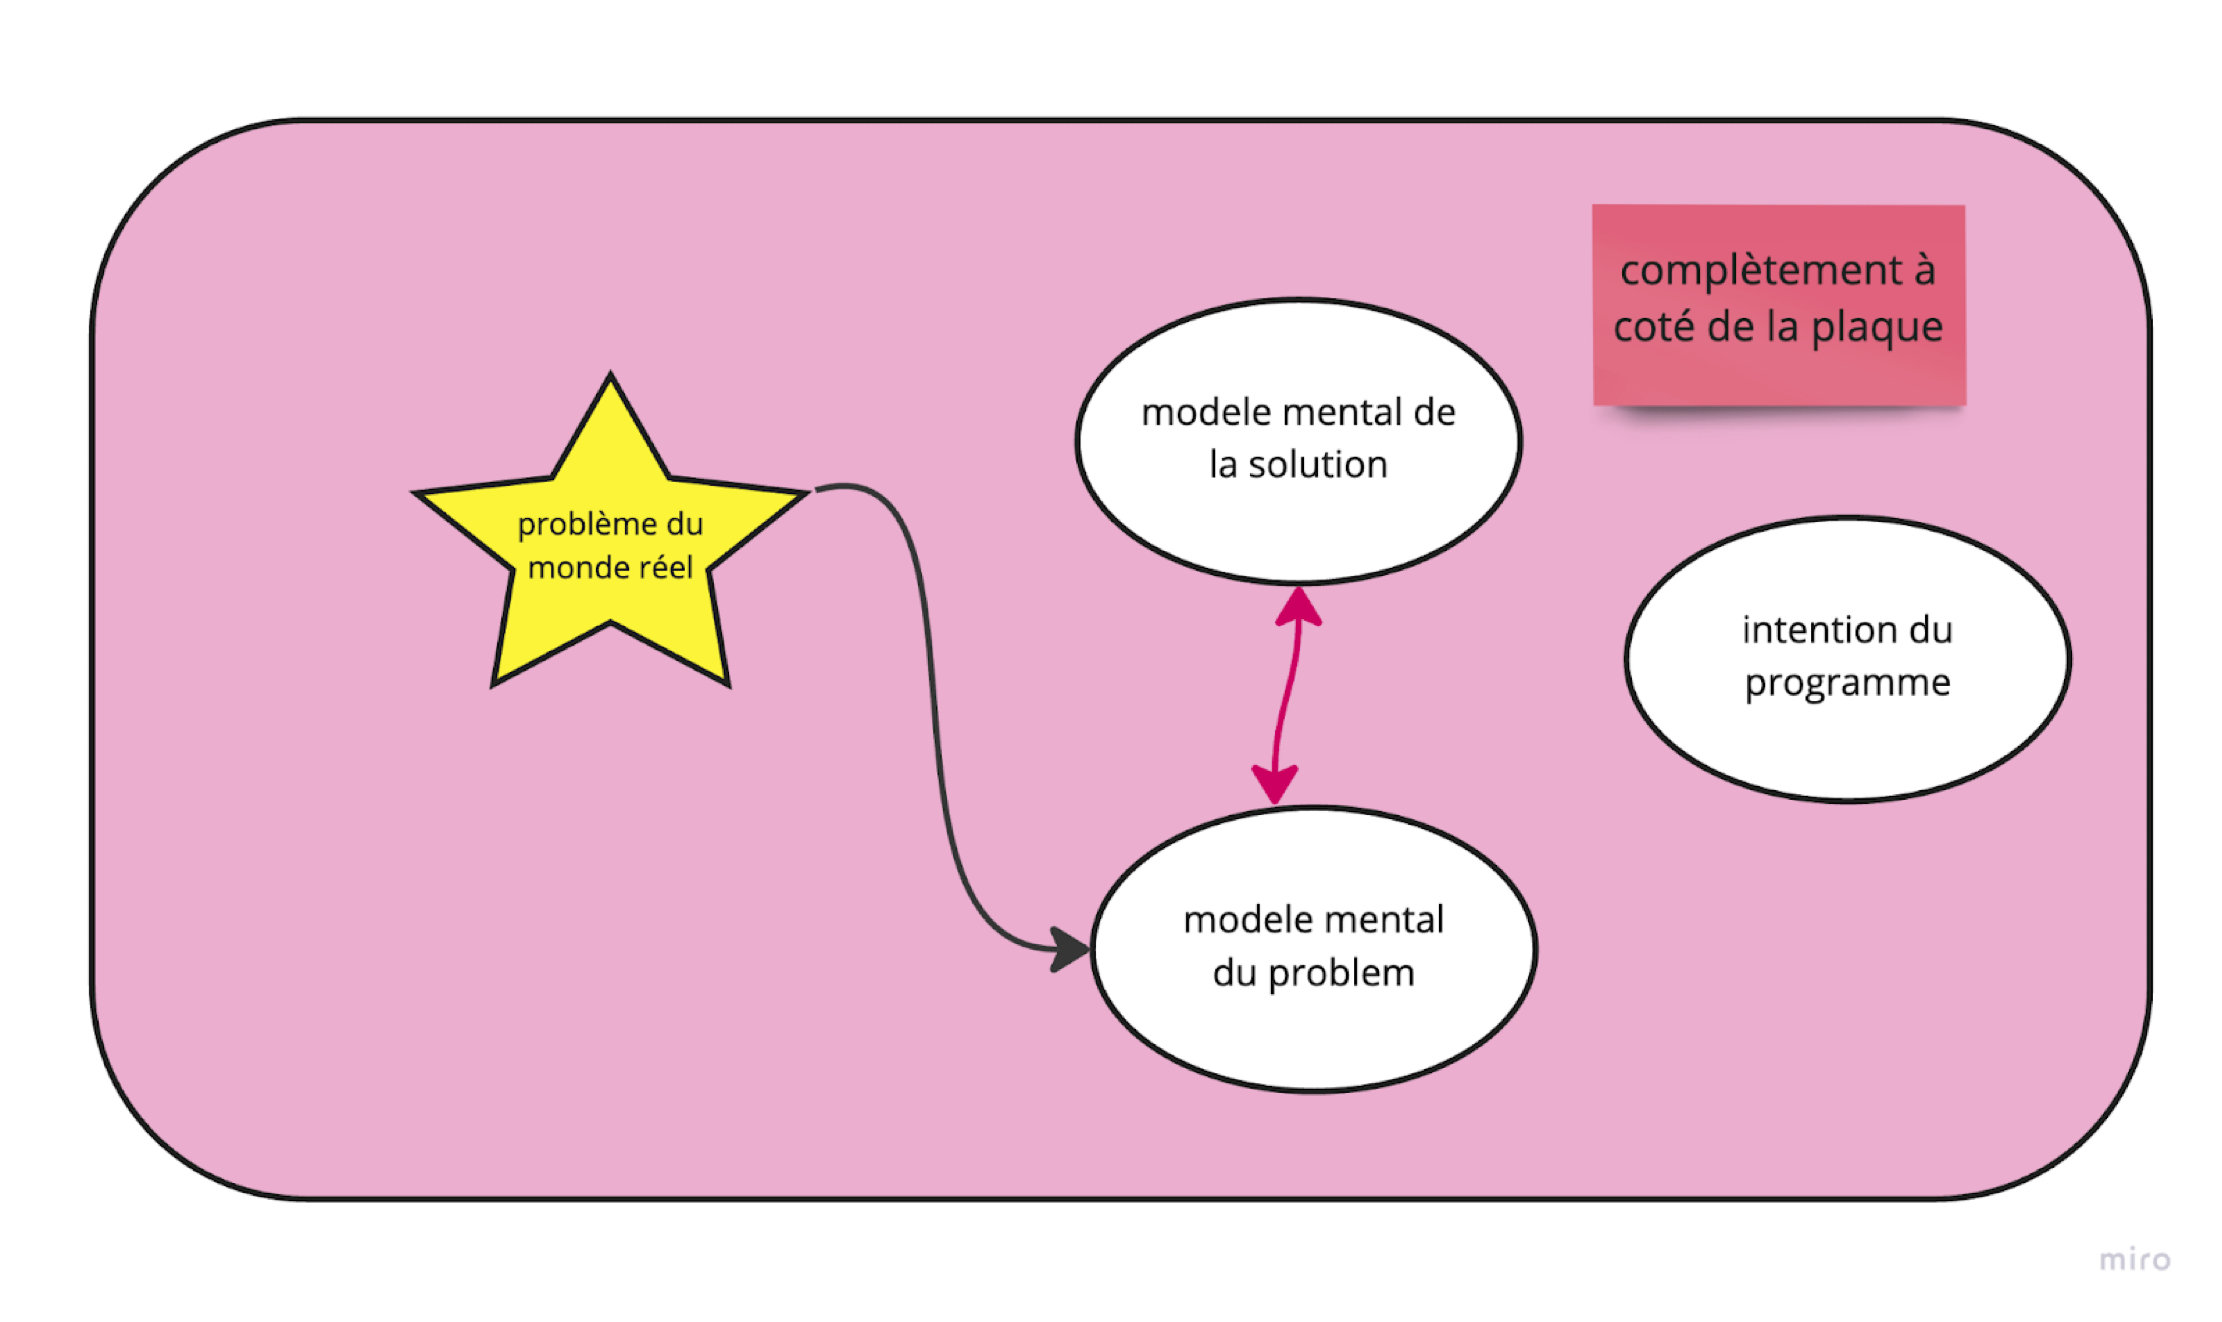 complètement à
coté de la plaque
modele mental de
la solution
problème du
monde réel
intention du
programme
modele mental
du problem
miro